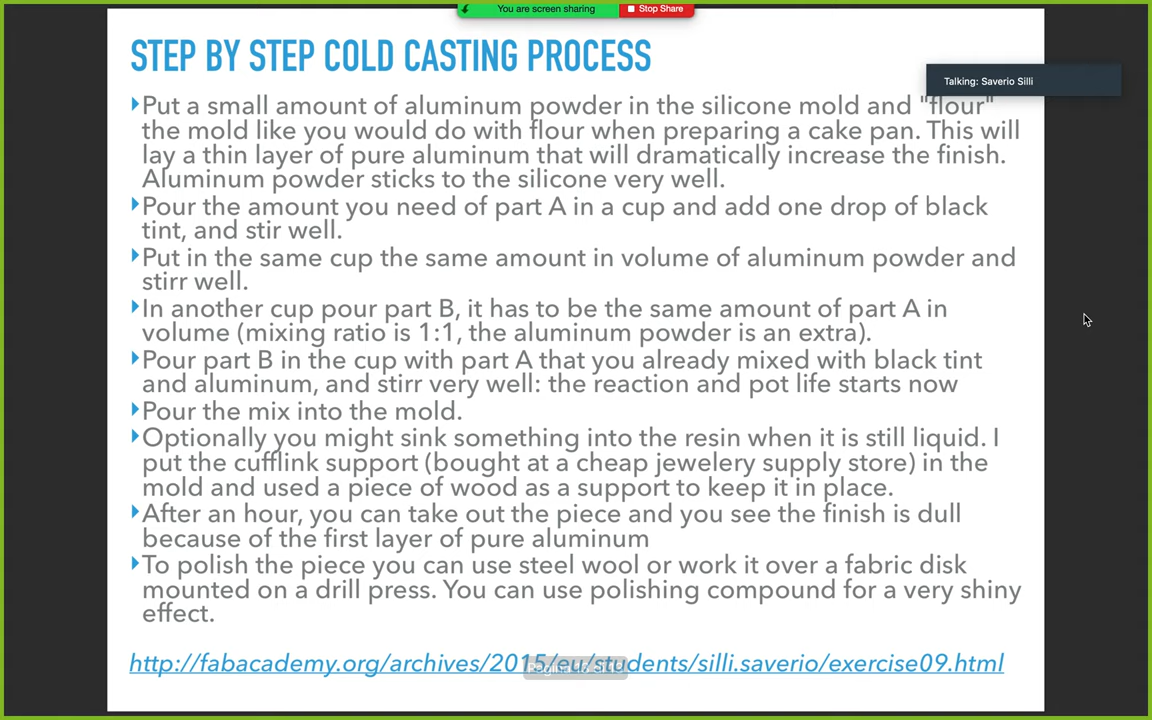 You are screen sharing
Stop Share
STEP BY STEP COLD CASTING PROCESS
Talking: Saverio Silli
Put a small amount of aluminum powder in the silicone mold and "flour"
the mold like you would do with flour when preparing a cake pan. This will
lay a thin layer of pure aluminum that will dramatically increase the finish.
Aluminum powder sticks to the silicone very well.
Pour the amount you need of part A in a cup and add one drop of black
tint, and stir well.
Put in the same cup the same amount in volume of aluminum powder and
stirr well.
In another cup pour part B, it has to be the same amount of part A in
volume (mixing ratio is 1:1, the aluminum powder is an extra).
Pour part B in the cup with part A that you already mixed with black tint
and aluminum, and stirr very well: the reaction and pot life starts now
Pour the mix into the mold.
Optionally you might sink something into the resin when it is still liquid. I
put the cufflink support (bought at a cheap jewelery supply store) in the
mold and used a piece of wood as a support to keep it in place.
After an hour, you can take out the piece and you see the finish is dull
because of the first layer of pure aluminum
To polish the piece you can use steel wool or work it over a fabric disk
mounted on a drill press. You can use polishing compound for a very shiny
effect.
http://fabacademy.org/archives/2015/eu/students/silli.saverio/exercise09.html